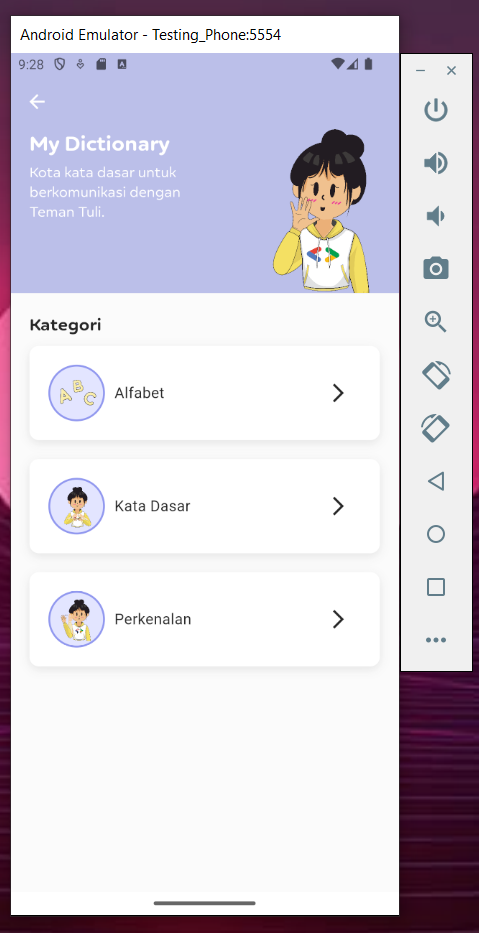 Android Emulator - Testing_Phone:5554
9:28
A
My Dictionary
Kota kata dasar untuk
berkomunikasi dengan
Teman Tuli.
Kategori
A B C
Alfabet
Kata Dasar
Perkenalan